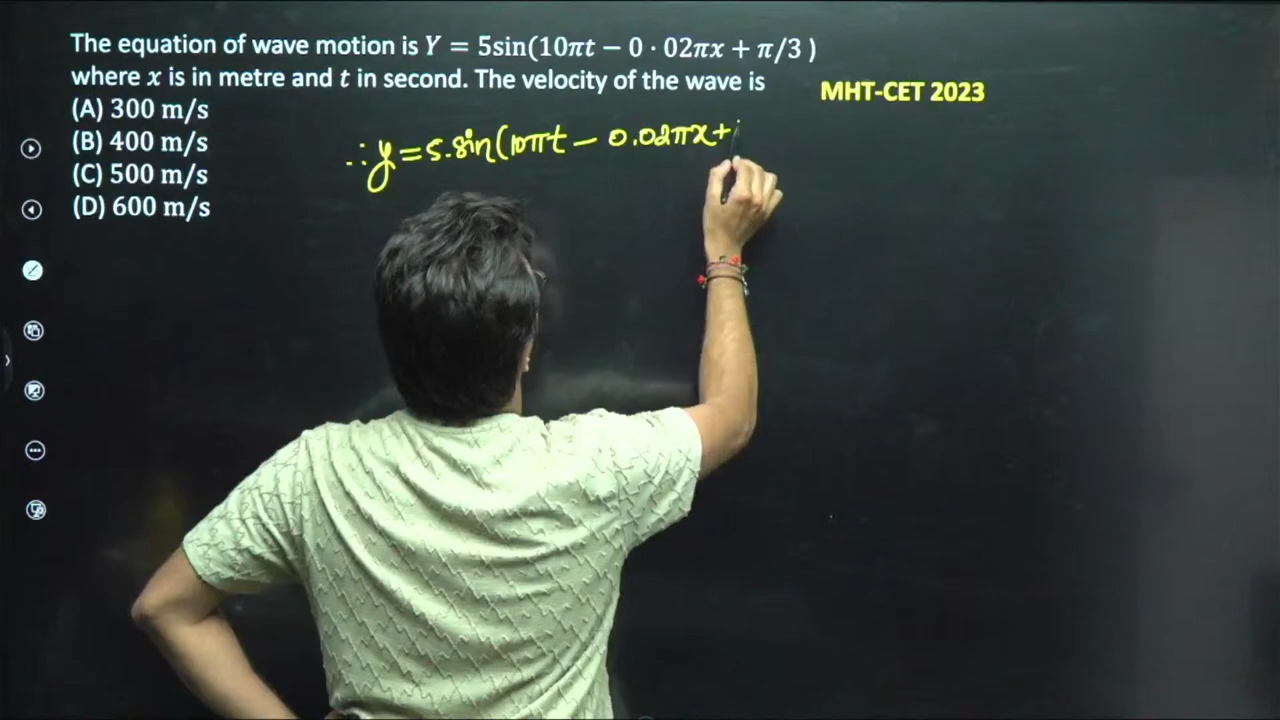 The equation of wave motion is Y = 5sin(10πt − 0 · 02πx + π/3 )
where x is in metre and t in second. The velocity of the wave is
MHT-CET 2023
(A) 300 m/s
(B) 400 m/s
(C) 500 m/s
(D) 600 m/s
∴ y = 5.sin(10πt − 0.02πx +